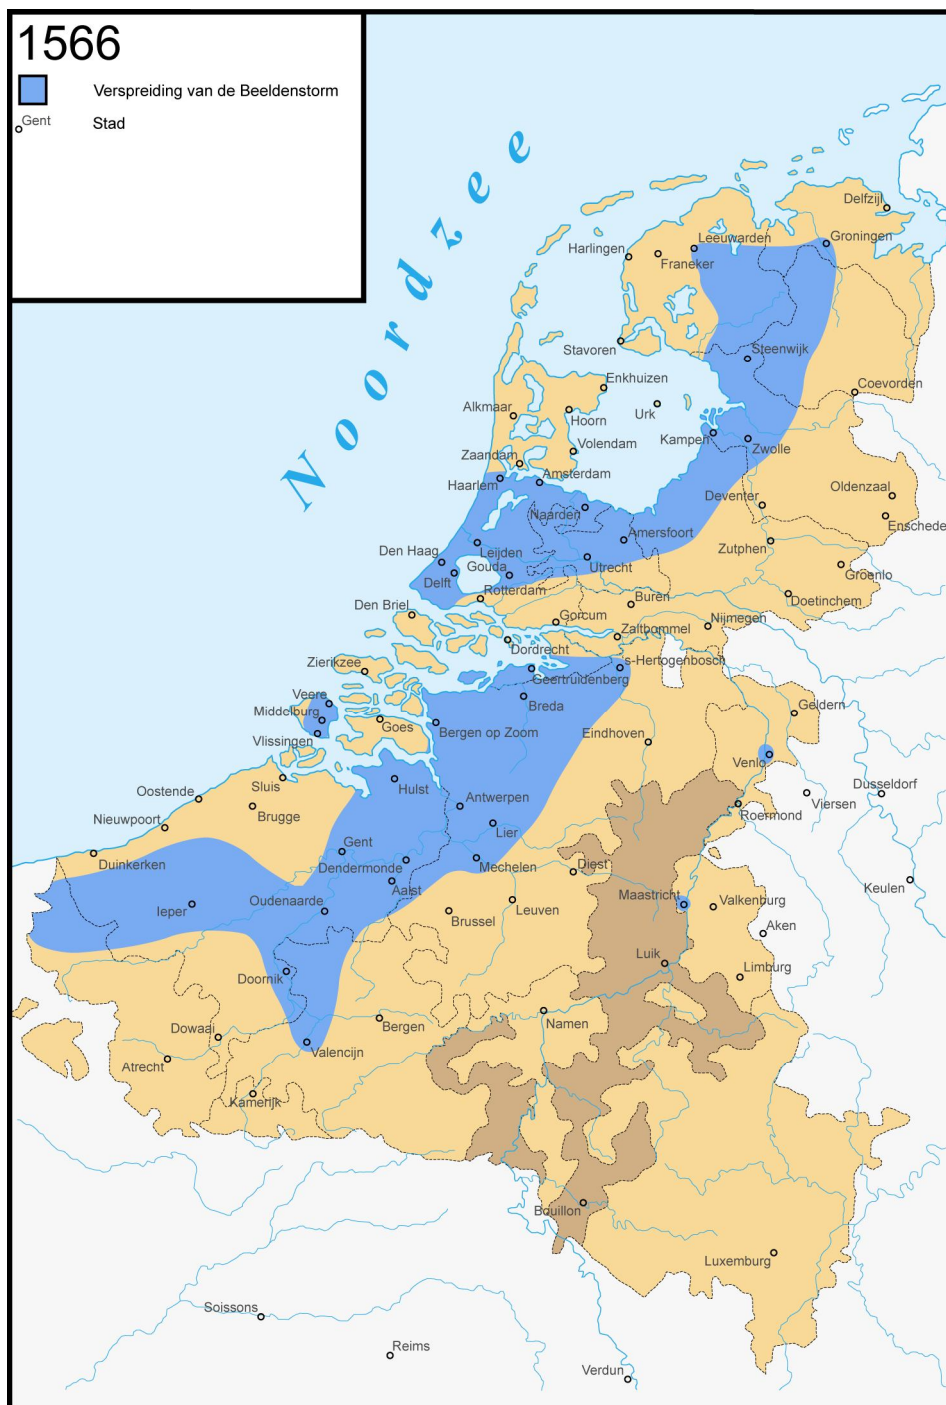 1566
Verspreiding van de Beeldenstorm
Gent
Stad
Noordzee
Delfzijl
Groningen
Leeuwarden
Harlingen
Franeker
Stavoren
Steenwijk
Enkhuizen
Coevorden
Alkmaar
Hoorn
Urk
Kampen
Zwolle
Volendam
Zaandam
Haarlem
Amsterdam
Oldenzaal
Deventer
Naarden
Enschede
Amersfoort
Zutphen
Den Haag
Leijden
Gouda
Utrecht
Groenlo
Delft
Rotterdam
Buren
Doetinchem
Den Briel
Gorcum
Zaltbommel
Nijmegen
Dordrecht
Zierikzee
s-Hertogenbosch
Geertruidenberg
Veere
Breda
Geldern
Middelburg
Goes
Bergen op Zoom
Vlissingen
Eindhoven
Venlo
Sluis
Hulst
Dusseldorf
Oostende
Antwerpen
Viersen
Brugge
Roermond
Nieuwpoort
Lier
Gent
Duinkerken
Dendermonde
Mechelen
Diest
Aalst
Keulen
Maastricht
Valkenburg
Ieper
Oudenaarde
Brussel
Leuven
Aken
Luik
Doornik
Limburg
Bergen
Namen
Dowaai
Valencijn
Atrecht
Kamerijk
Bouillon
Luxemburg
Soissons
Reims
Verdun